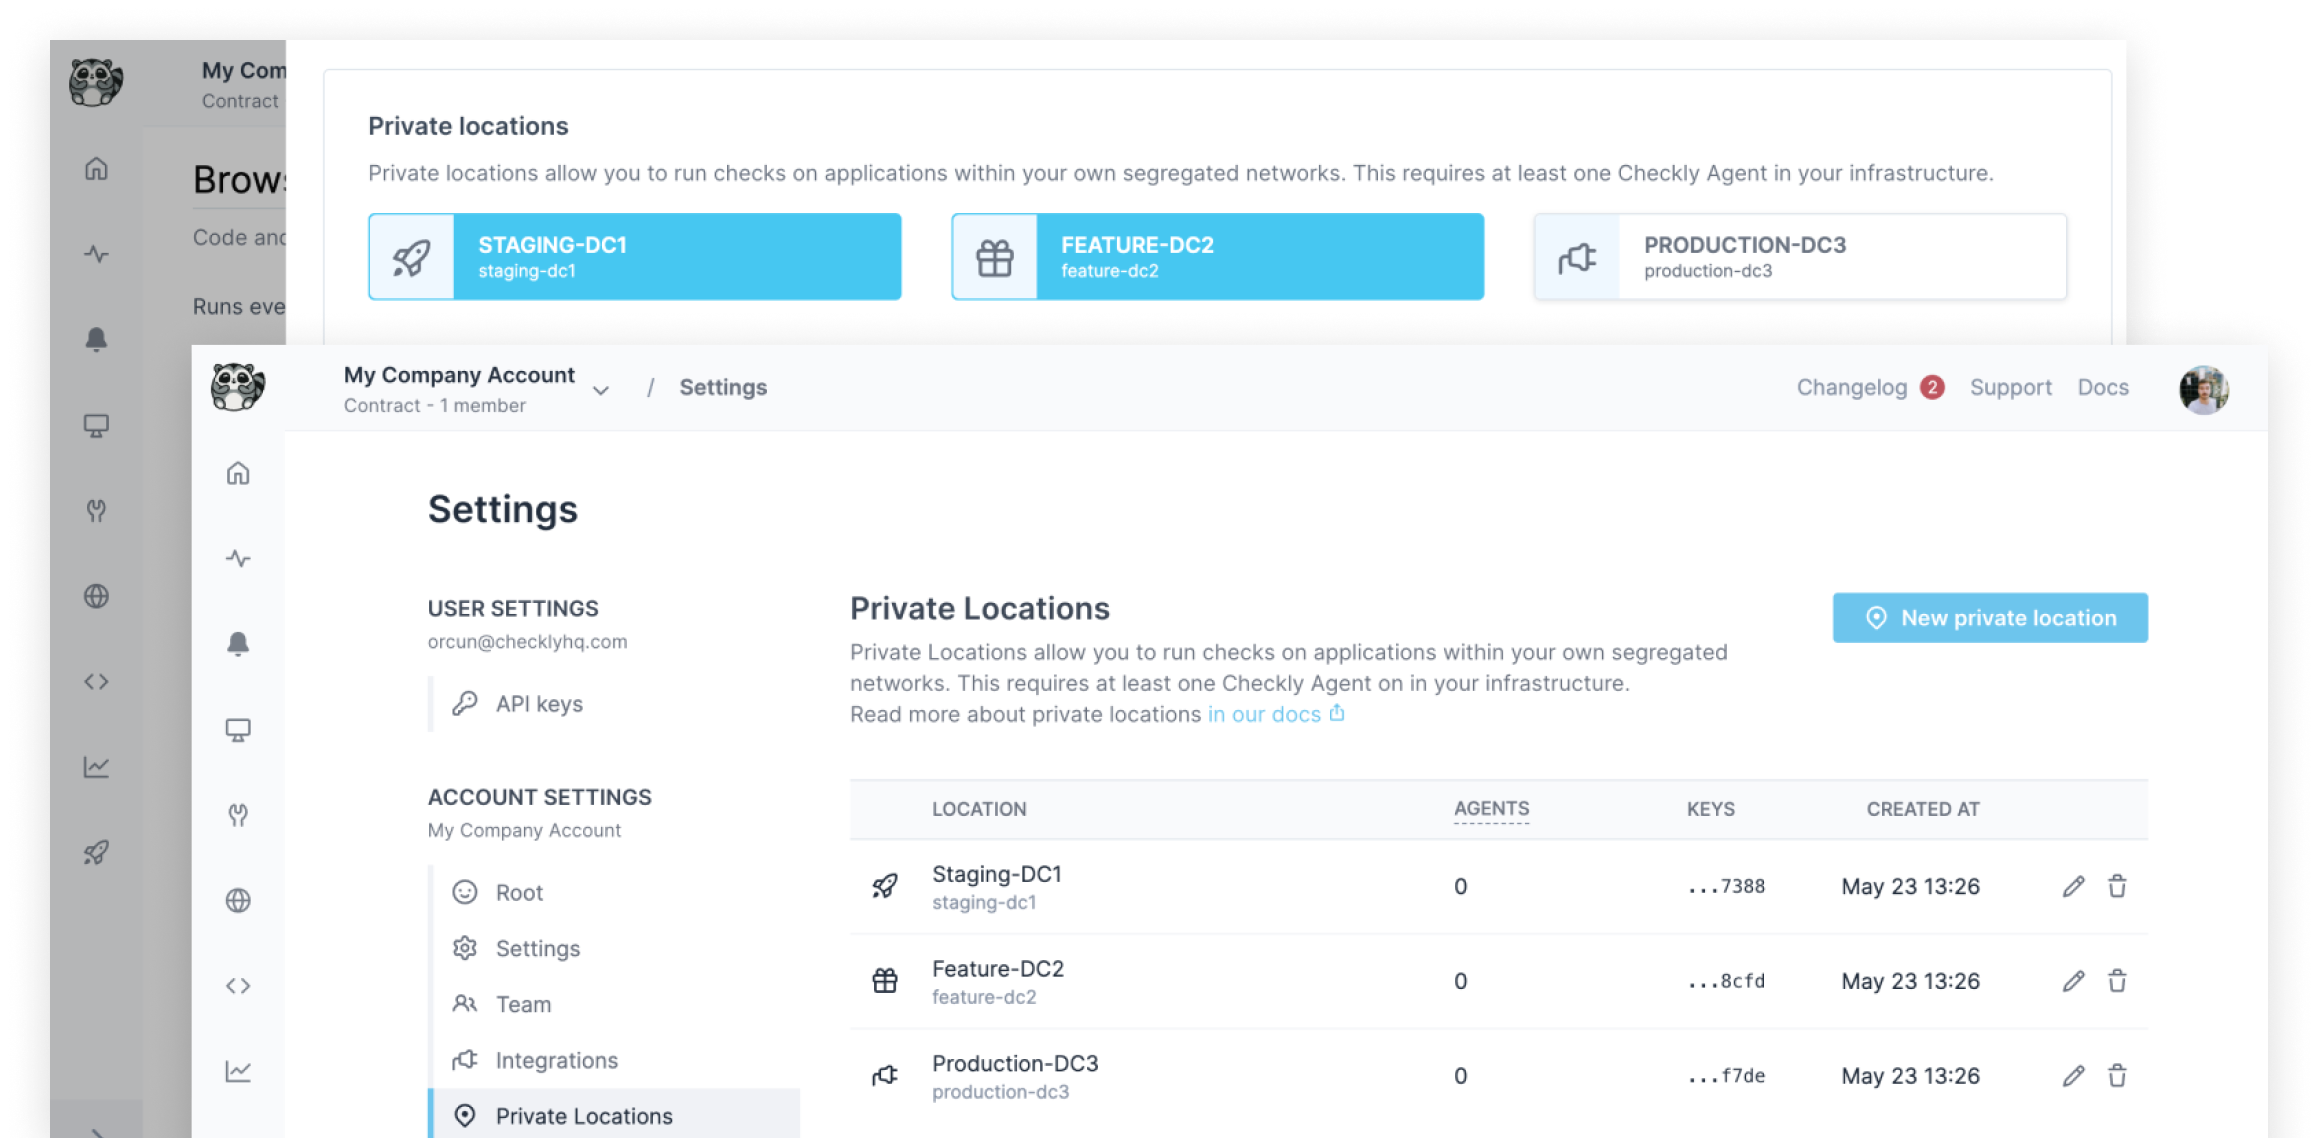 My Com
Contract
Brows
Code and
Runs eve
Private locations
Private locations allow you to run checks on applications within your own segregated networks. This requires at least one Checkly Agent in your infrastructure.
STAGING-DC1
staging-dc1
FEATURE-DC2
feature-dc2
PRODUCTION-DC3
production-dc3
My Company Account / Settings
Contract - 1 member
Changelog 2 Support Docs
Settings
USER SETTINGS
orcun@checklyhq.com
API keys
ACCOUNT SETTINGS
My Company Account
Root
Settings
Team
Integrations
Private Locations
Private Locations
New private location
Private Locations allow you to run checks on applications within your own segregated
networks. This requires at least one Checkly Agent on in your infrastructure.
Read more about private locations in our docs
LOCATION AGENTS KEYS CREATED AT
Staging-DC1 0 ...7388 May 23 13:26
staging-dc1
Feature-DC2 0 ...8cfd May 23 13:26
feature-dc2
Production-DC3 0 ...f7de May 23 13:26
production-dc3